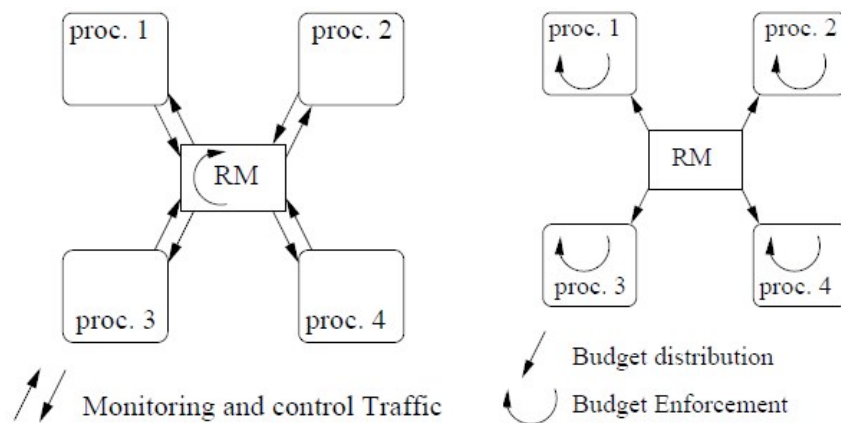 proc. 1
proc. 2
RM
proc. 3
proc. 4
Monitoring and control Traffic
proc. 1
proc. 2
RM
proc. 3
proc. 4
Budget distribution
Budget Enforcement